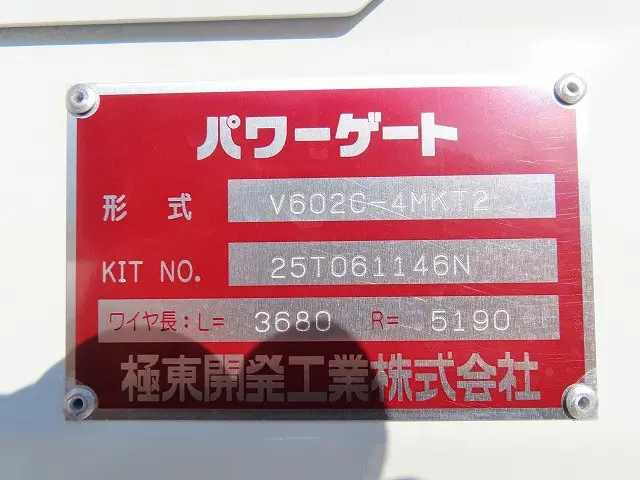 パワーゲート
形式 V602C-4MKT2
KIT NO. 25T061146N
ワイヤ長:L= 3680 R= 5190
極東開発工業株式会社